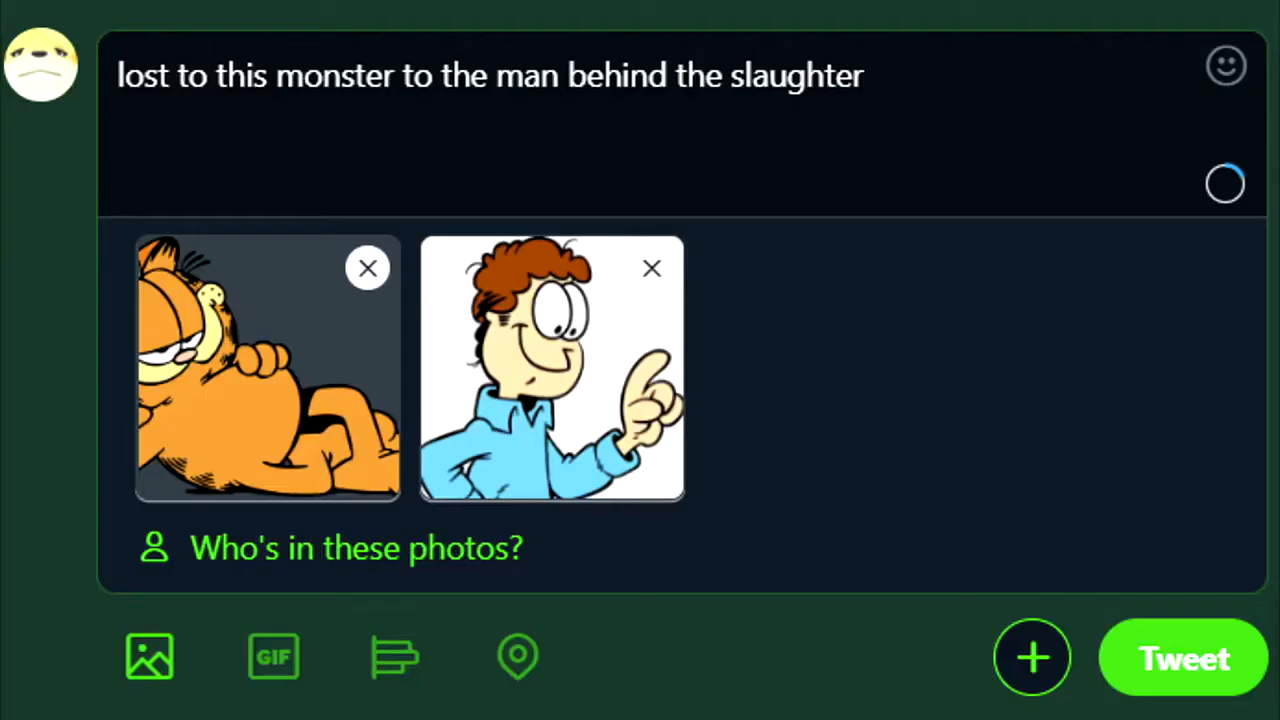 lost to this monster to the man behind the slaughter
Who's in these photos?
GIF
Tweet